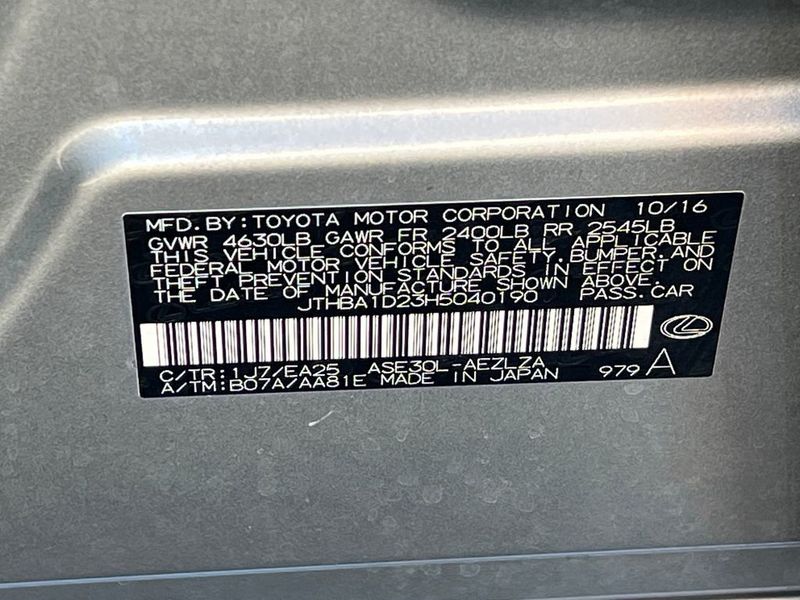 MFD.BY:TOYOTA MOTOR CORPORATION 10/16
GVWR 4630LB GAWR FR 2400LB RR 2545LB
THIS VEHICLE CONFORMS TO ALL APPLICABLE
FEDERAL MOTOR VEHICLE SAFETY,BUMPER,AND
THEFT PREVENTION STANDARDS IN EFFECT ON
THE DATE OF MANUFACTURE SHOWN ABOVE.
JTHBA1D23H5040190 PASS.CAR
C/TR:1J7/EA25 ASE30L-AEZLZA
A/TM:B07A/AA81E MADE IN JAPAN 979 A